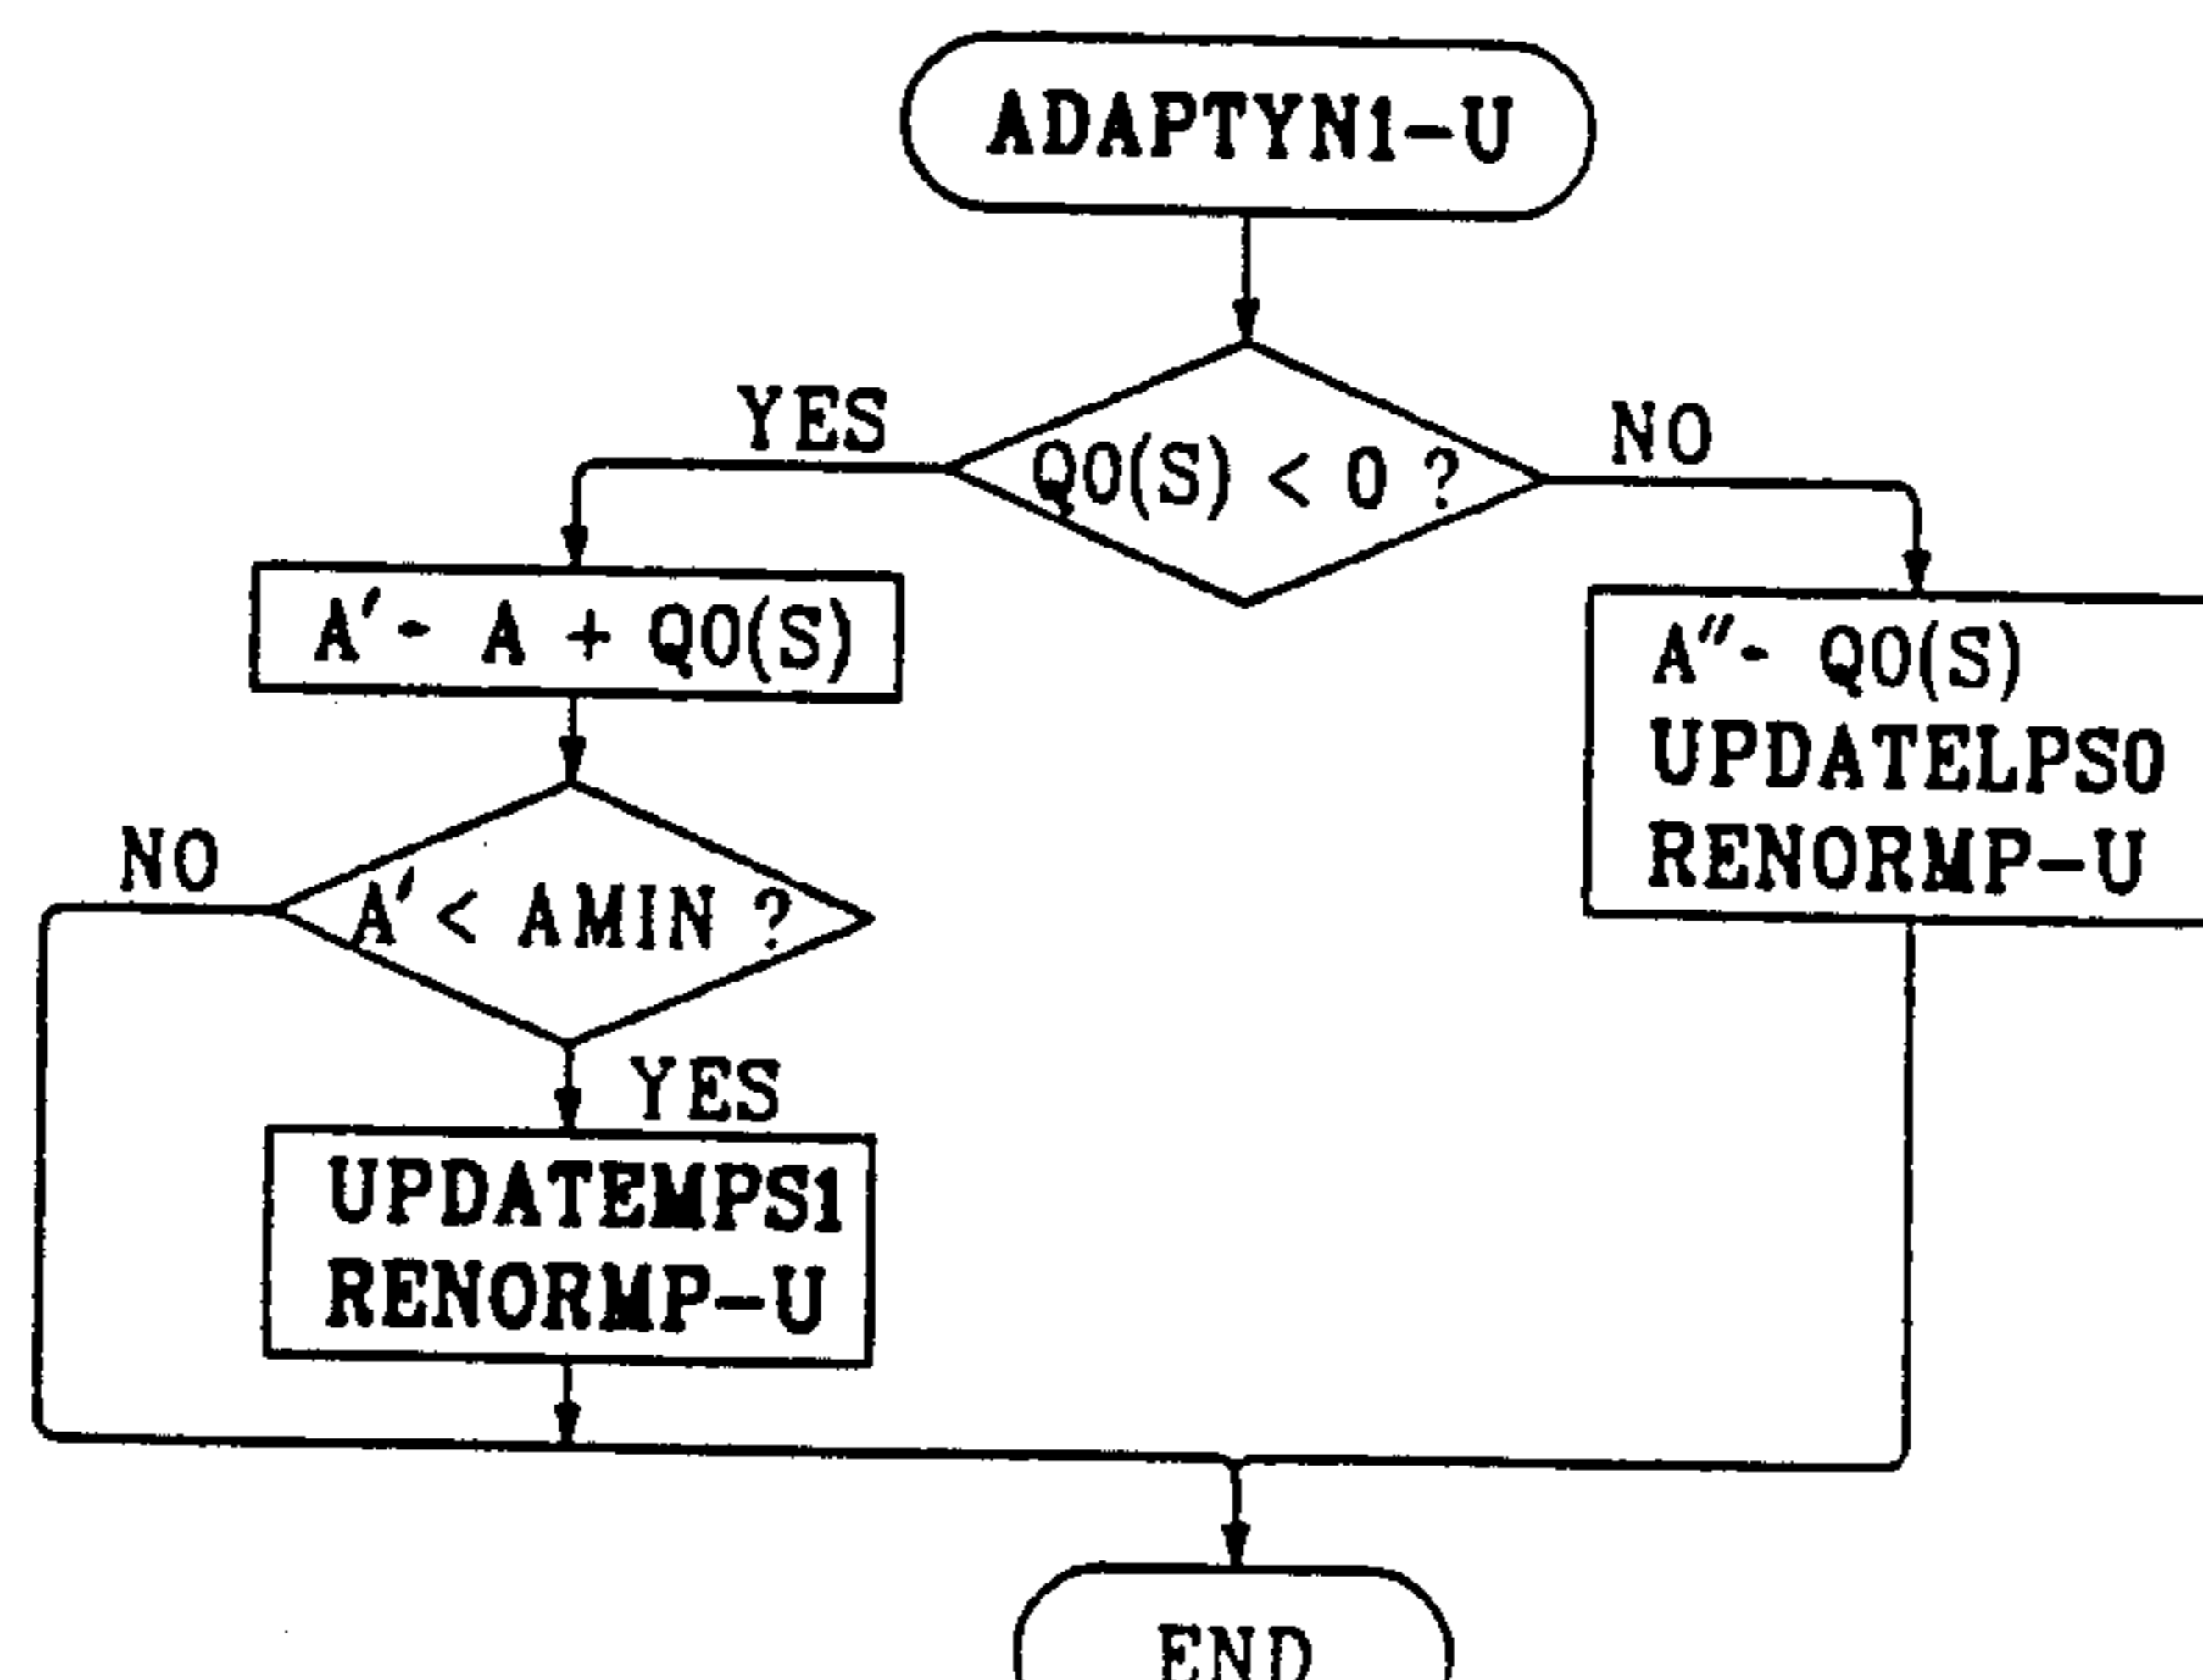 ADAPTYN1-U
YES
Q0(S) < 0 ?
NO
A' - A + Q0(S)
A'' - Q0(S)
UPDATELPS0
RENORMP-U
NO
A' < AMIN ?
YES
UPDATEMPS1
RENORMP-U
END